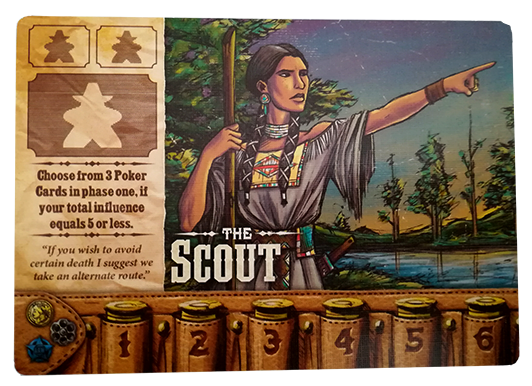 Choose from 3 Poker
Cards in phase one, if
your total influence
equals 5 or less.
"If you wish to avoid
certain death I suggest we
take an alternate route."
THE
SCOUT
1 2 3 4 5 6